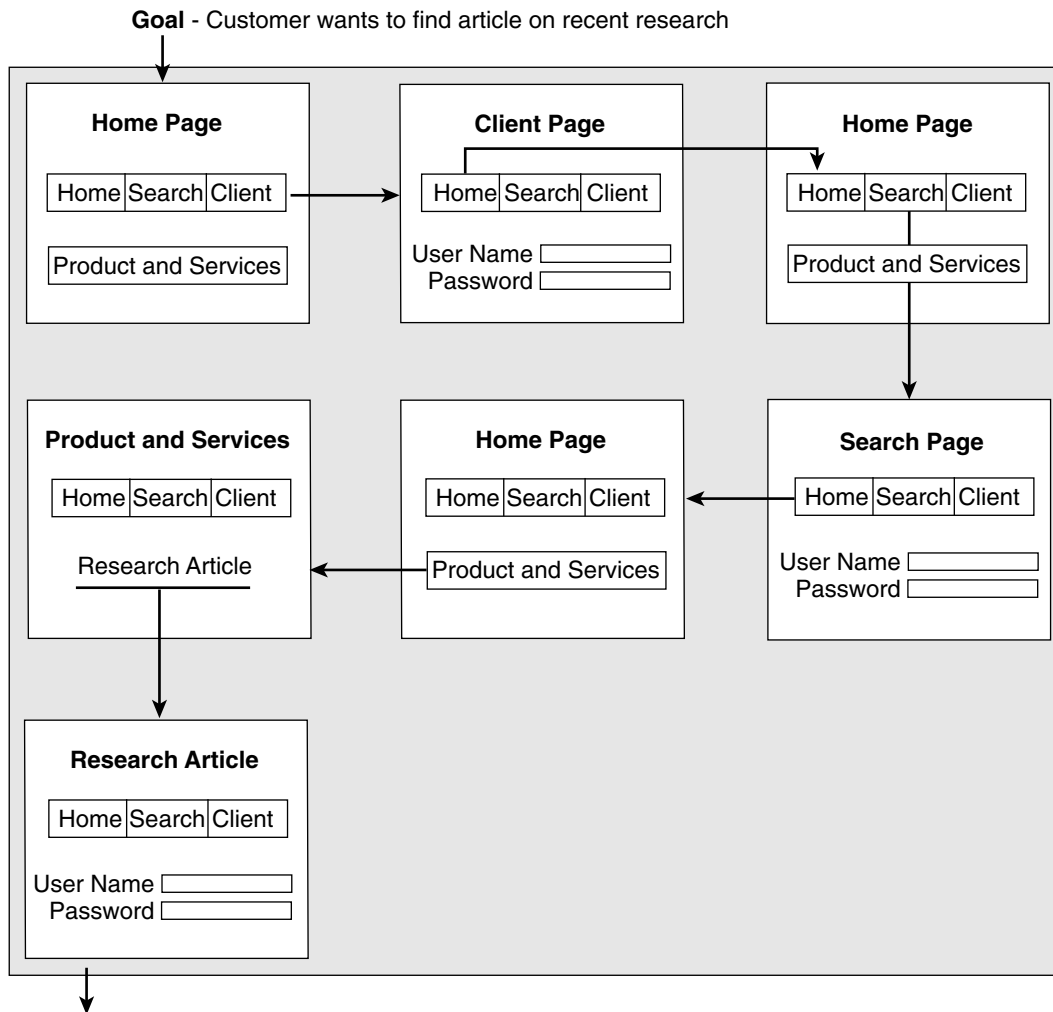 Goal - Customer wants to find article on recent research
Home Page
Home Search Client
Product and Services
Client Page
Home Search Client
User Name
Password
Home Page
Home Search Client
Product and Services
Product and Services
Home Search Client
Research Article
Home Page
Home Search Client
Product and Services
Search Page
Home Search Client
User Name
Password
Research Article
Home Search Client
User Name
Password